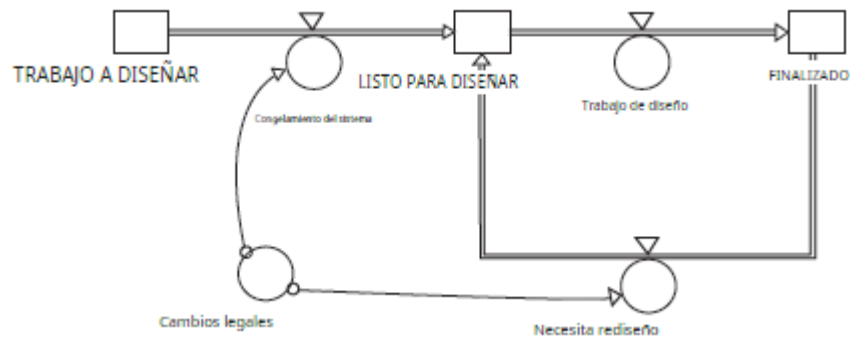 TRABAJO A DISEÑAR
LISTO PARA DISEÑAR
FINALIZADO
Congelamiento del sistema
Trabajo de diseño
Cambios legales
Necesita rediseño